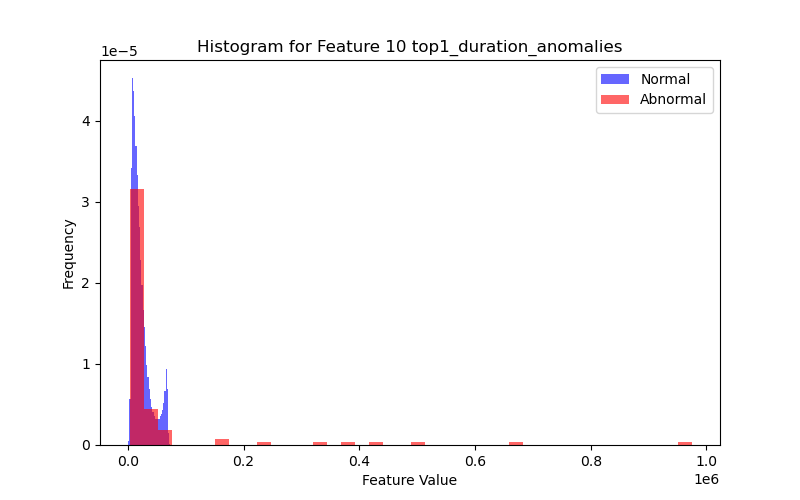 Histogram for Feature 10 top1_duration_anomalies
1e−5
Normal
Abnormal
4
3
2
1
0
Frequency
0.0 0.2 0.4 0.6 0.8 1.0
1e6
Feature Value